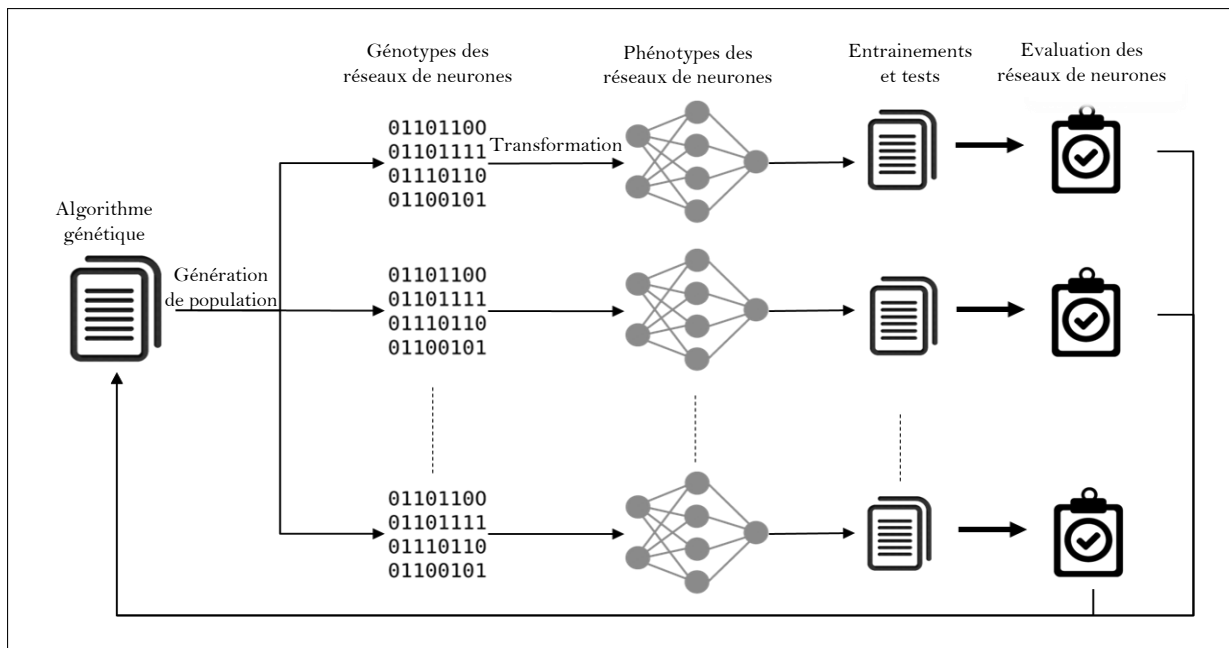 Génotypes des
réseaux de neurones
Phénotypes des
réseaux de neurones
Entrainements
et tests
Evaluation des
réseaux de neurones
01101100
01101111
01110110
01100101
Transformation
Algorithme
génétique
Génération
de population
01101100
01101111
01110110
01100101
01101100
01101111
01110110
01100101